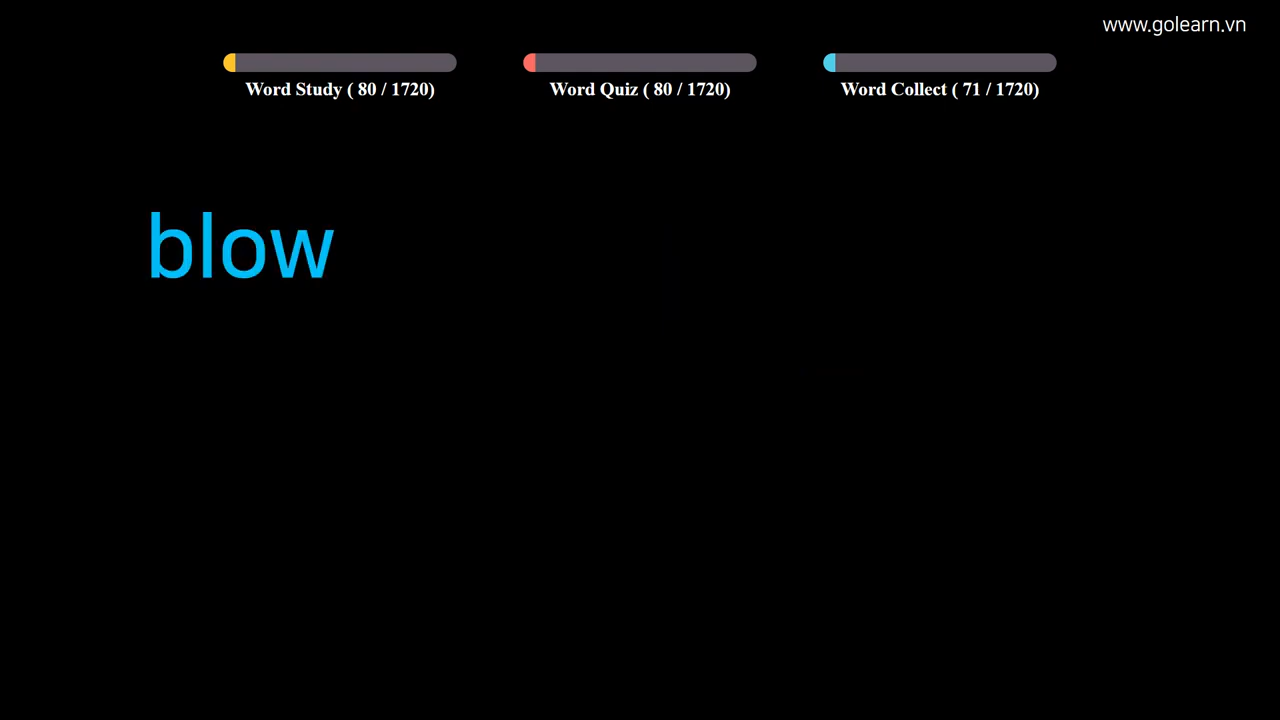 www.golearn.vn
Word Study ( 80 / 1720)
Word Quiz ( 80 / 1720)
Word Collect ( 71 / 1720)
blow